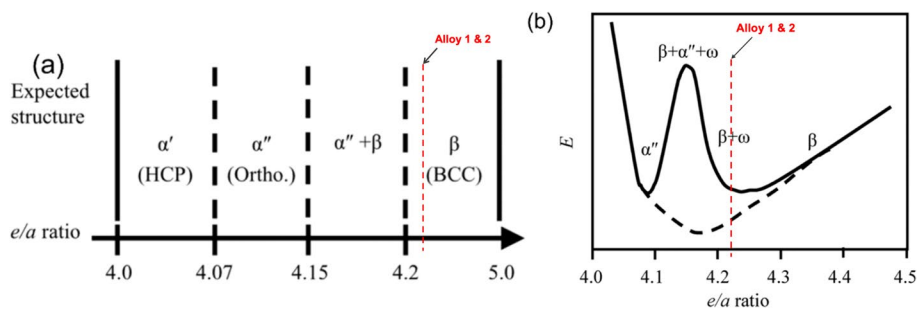 (a)
Alloy 1 & 2
Expected
structure
α′
(HCP)
α″
(Ortho.)
α″ +β
β
(BCC)
e/a ratio
4.0
4.07
4.15
4.2
5.0
(b)
Alloy 1 & 2
β+α″+ω
α″
β+ω
β
E
4.0
4.1
4.2
4.3
4.4
4.5
e/a ratio